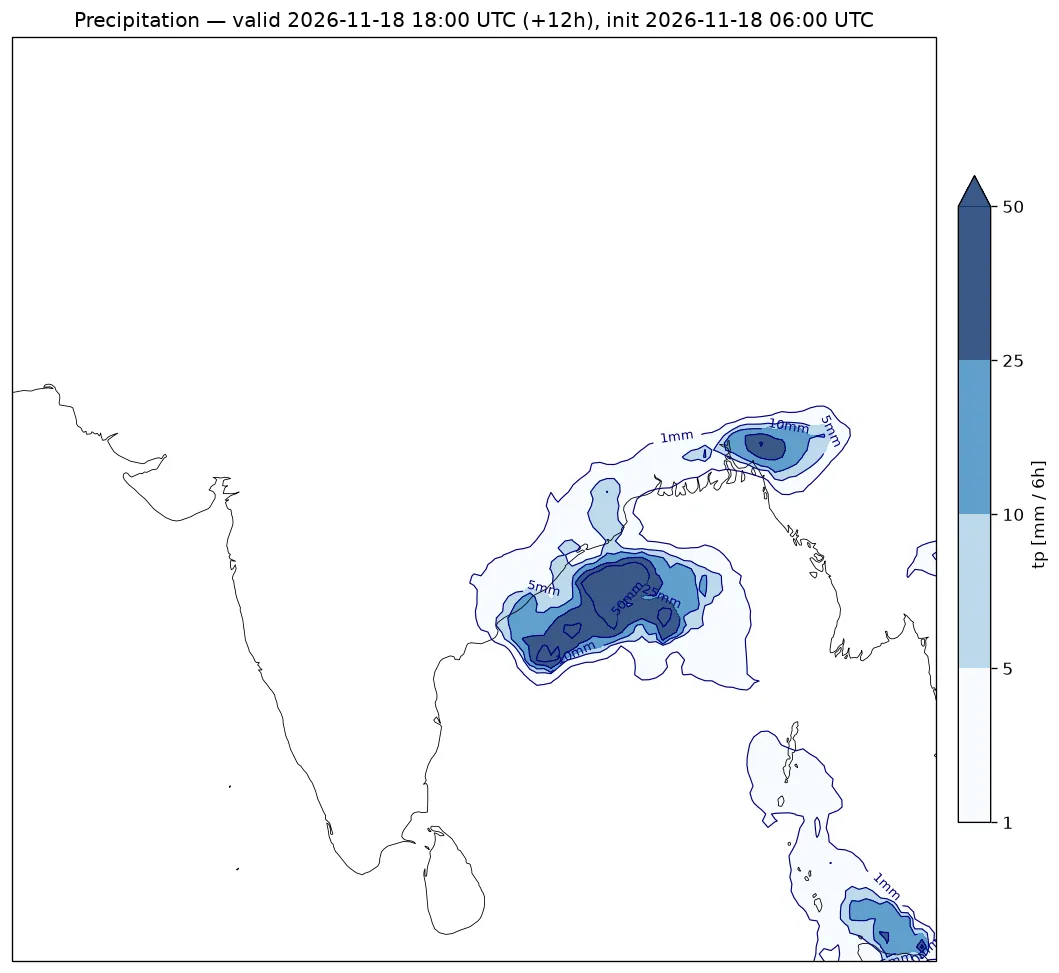 Precipitation — valid 2026-11-18 18:00 UTC (+12h), init 2026-11-18 06:00 UTC
10mm
5mm
1mm
5mm
50mm
25mm
1mm
50
25
10
5
1
tp [mm / 6h]